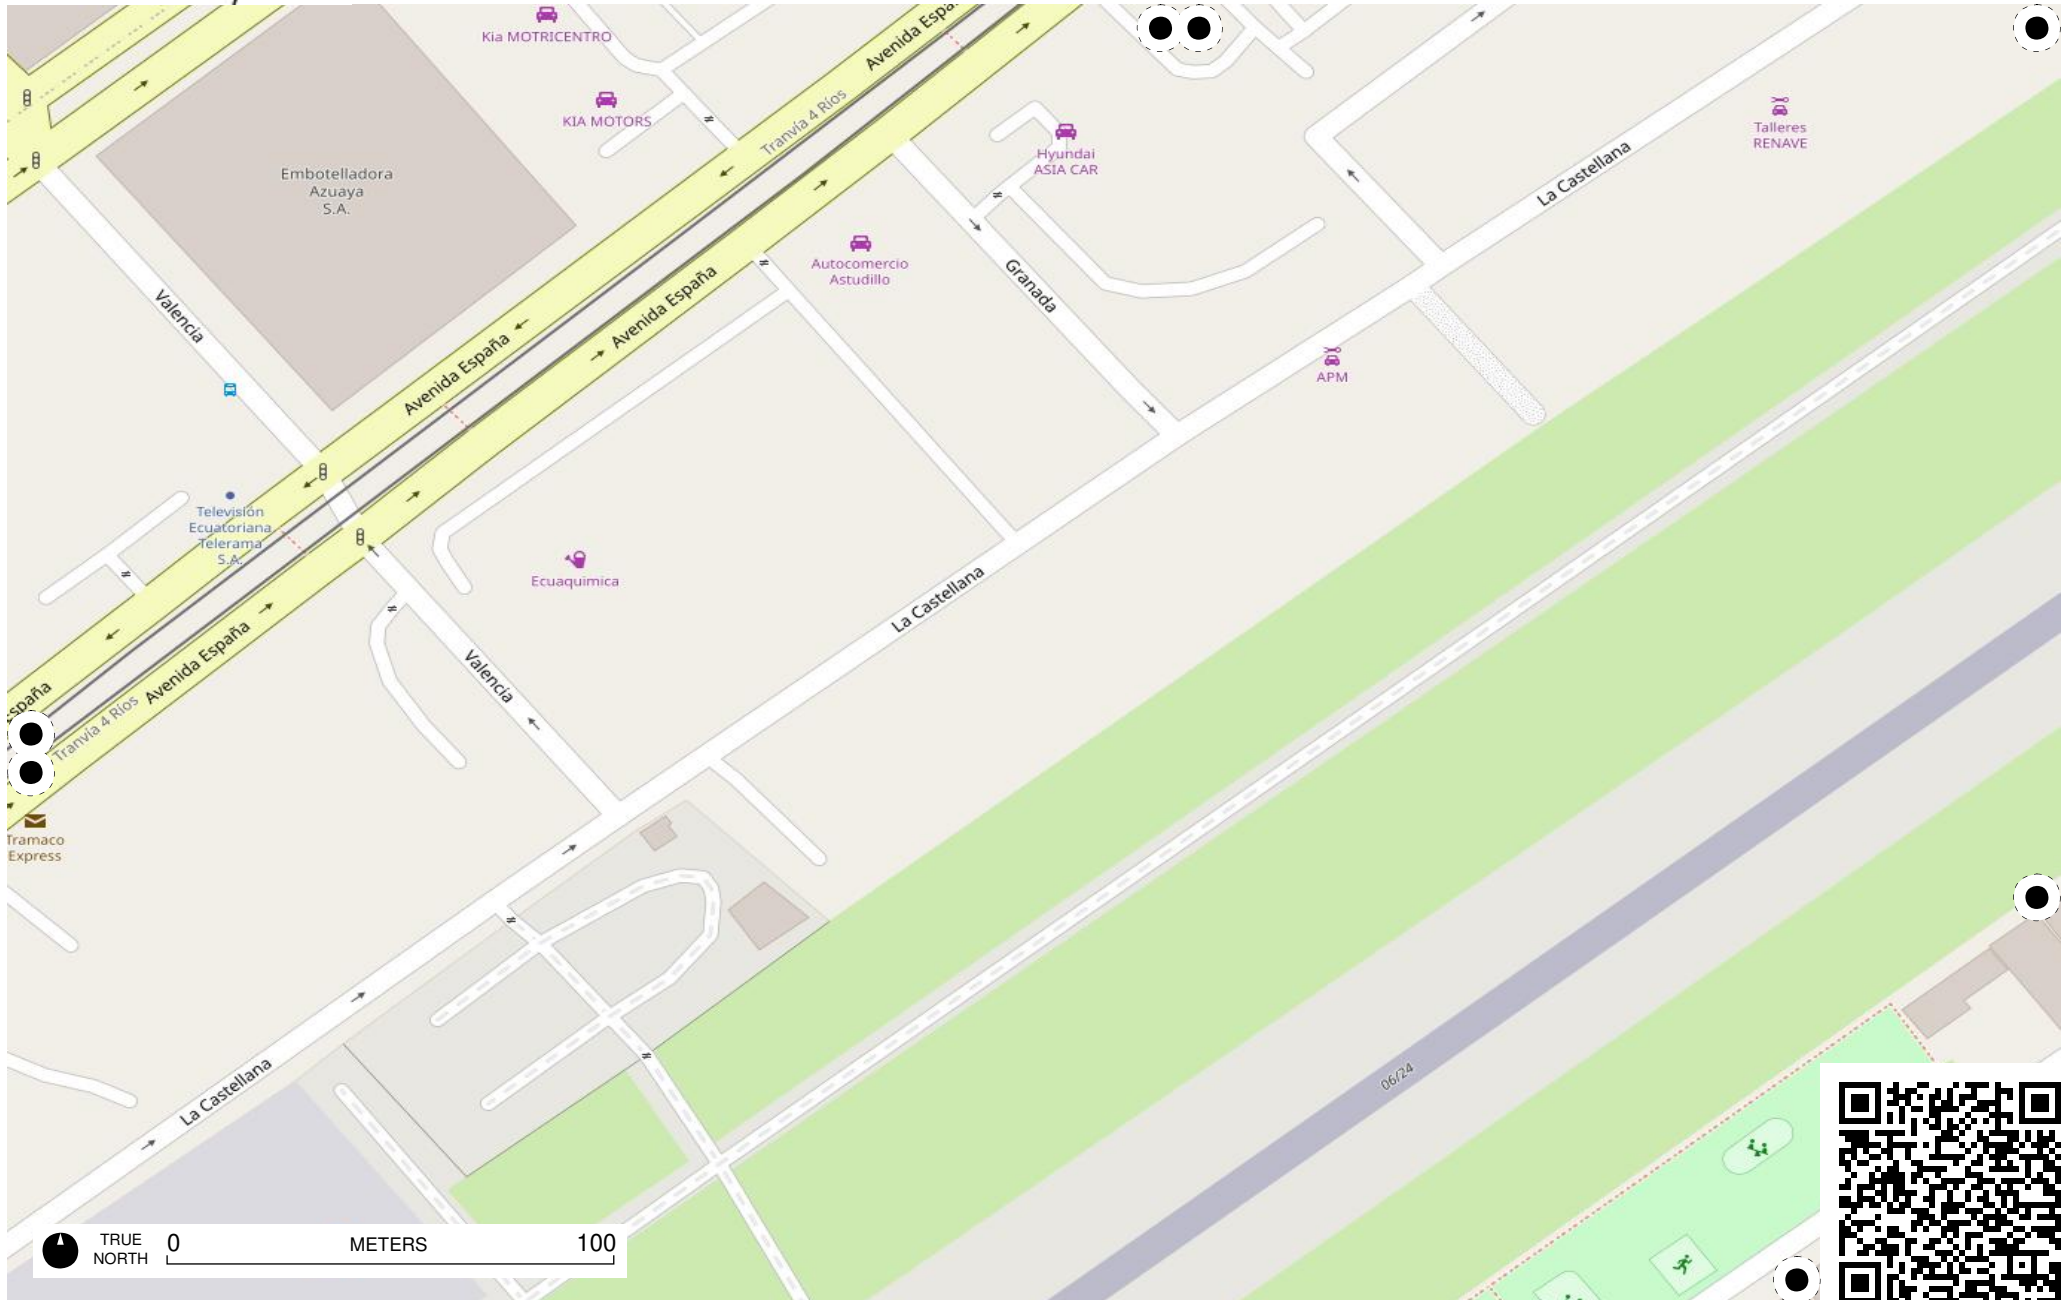 Kia MOTRICENTRO
Avenida Espa
KIA MOTORS
Tranvía 4 Ríos
Talleres
RENAVE
Hyundai
ASIA CAR
Embotelladora
Azuaya
S.A.
La Castellana
Autocomercio
Astudillo
Granada
Valencia
Avenida España
Avenida España
APM
Televisión
Ecuatoriana
Telerama
S.A.
Ecuaquimica
La Castellana
Avenida España
Valencia
spaña
Tranvía 4 Ríos
Tramaco
Express
06/24
La Castellana
TRUE
NORTH
0 METERS 100